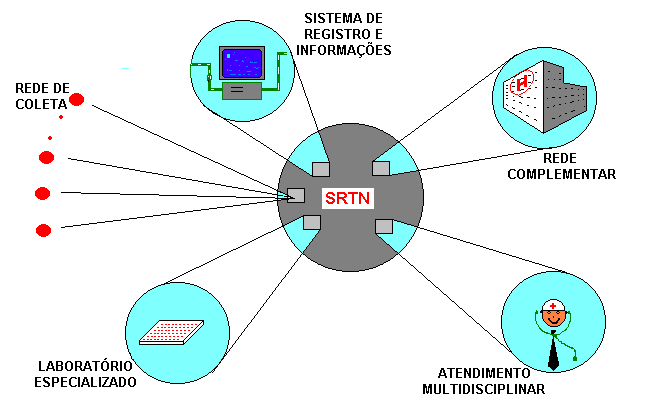 SISTEMA DE
REGISTRO E
INFORMAÇÕES
REDE DE
COLETA
H
REDE
COMPLEMENTAR
SRTN
LABORATÓRIO
ESPECIALIZADO
ATENDIMENTO
MULTIDISCIPLINAR